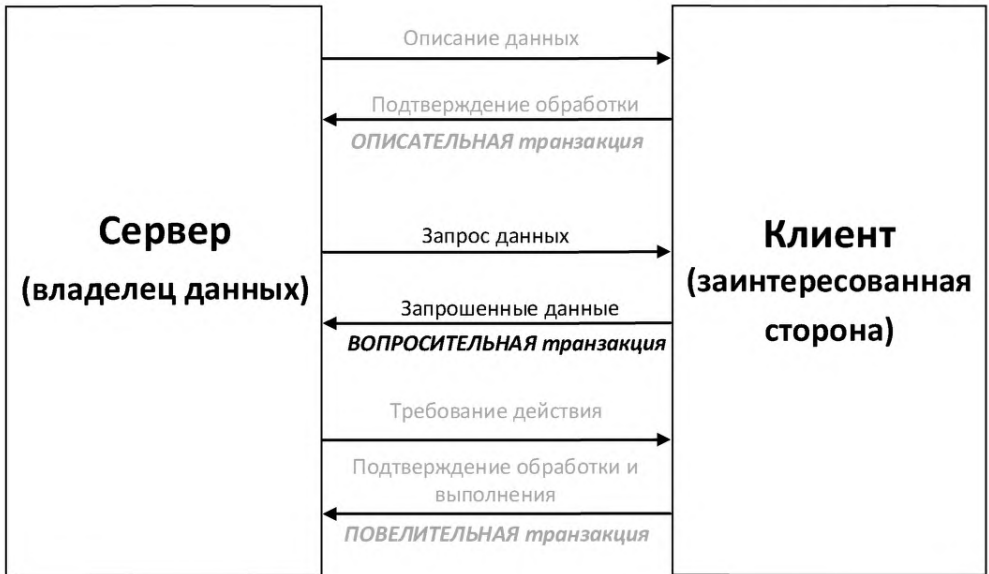 Описание данных
Подтверждение обработки
ОПИСАТЕЛЬНАЯ транзакция
Сервер
(владелец данных)
Запрос данных
Запрошенные данные
ВОПРОСИТЕЛЬНАЯ транзакция
Клиент
(заинтересованная
сторона)
Требование действия
Подтверждение обработки и
выполнения
ПОВЕЛИТЕЛЬНАЯ транзакция